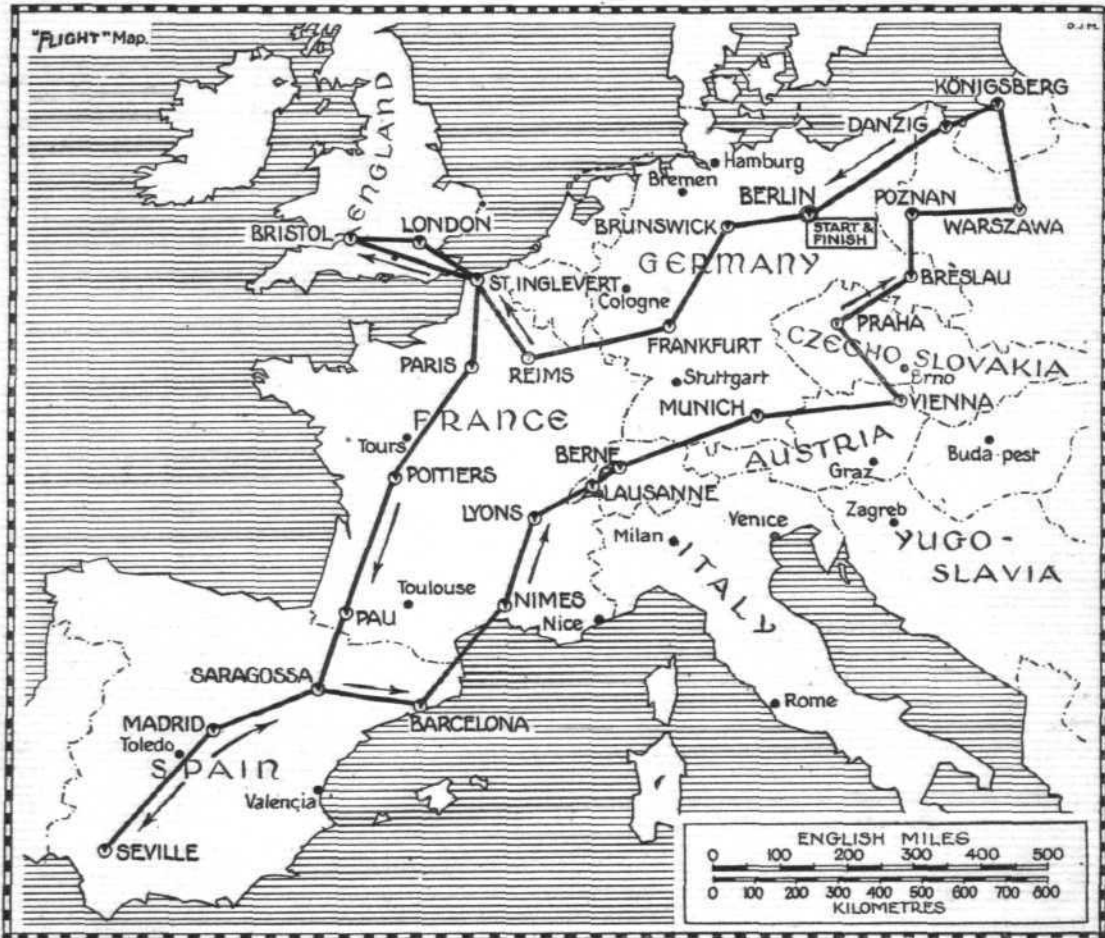 "FLIGHT" Map.
O.J.M.
KÖNIGSBERG
DANZIG
Hamburg
Bremen
ENGLAND
BERLIN
POZNAN
BRISTOL
LONDON
BRUNSWICK
START &
FINISH
WARSZAWA
GERMANY
ST. INGLEVERT
Cologne
BRÈSLAU
PRAHA
FRANKFURT
CZECHO SLOVAKIA
PARIS
REIMS
Stuttgart
Brno
MUNICH
VIENNA
FRANCE
Tours
AUSTRIA
BERNE
Graz
Buda-pest
POITIERS
LAUSANNE
LYONS
Zagreb
Venice
Milan
ITALY
YUGO-
SLAVIA
Toulouse
NIMES
PAU
Nice
SARAGOSSA
Rome
MADRID
BARCELONA
Toledo
SPAIN
Valençia
SEVILLE
ENGLISH MILES
0 100 200 300 400 500
0 100 200 300 400 500 600 700 800
KILOMETRES